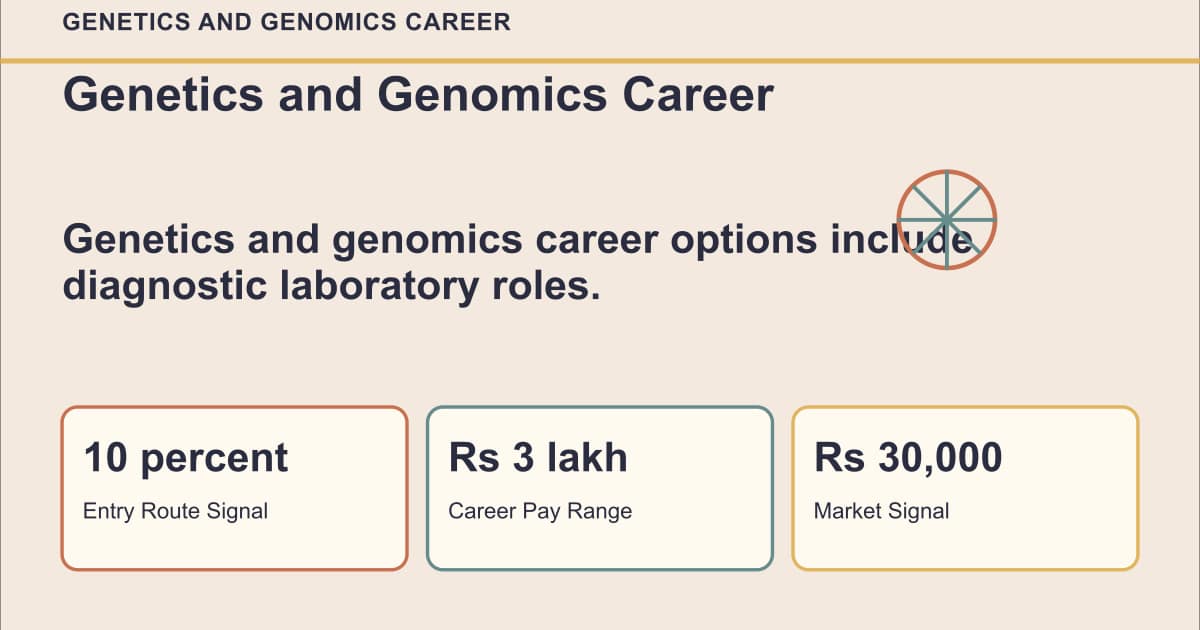 GENETICS AND GENOMICS CAREER
Genetics and Genomics Career
Genetics and genomics career options include
diagnostic laboratory roles.
10 percent
Entry Route Signal
Rs 3 lakh
Career Pay Range
Rs 30,000
Market Signal